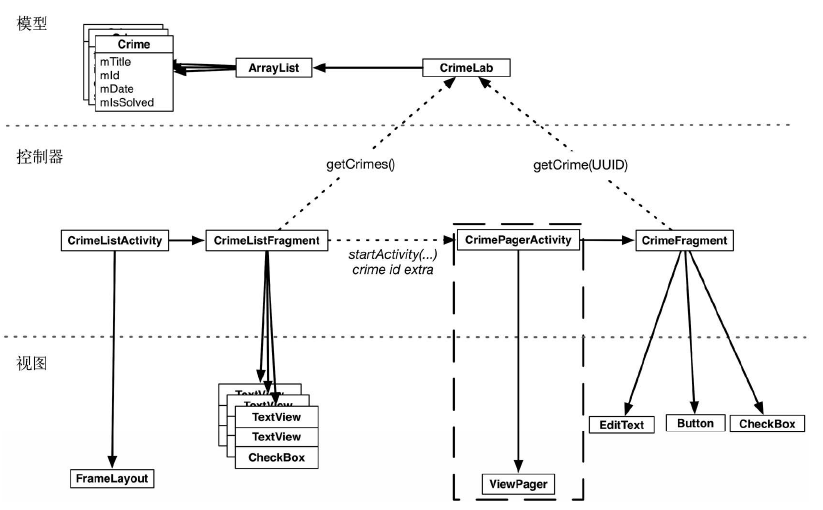 模型
Crime
mTitle
mId
mDate
mIsSolved
ArrayList
CrimeLab
控制器
getCrimes()
getCrime(UUID)
CrimeListActivity
CrimeListFragment
startActivity(...)
crime id extra
CrimePagerActivity
CrimeFragment
视图
TextView
TextView
TextView
TextView
CheckBox
FrameLayout
ViewPager
EditText
Button
CheckBox